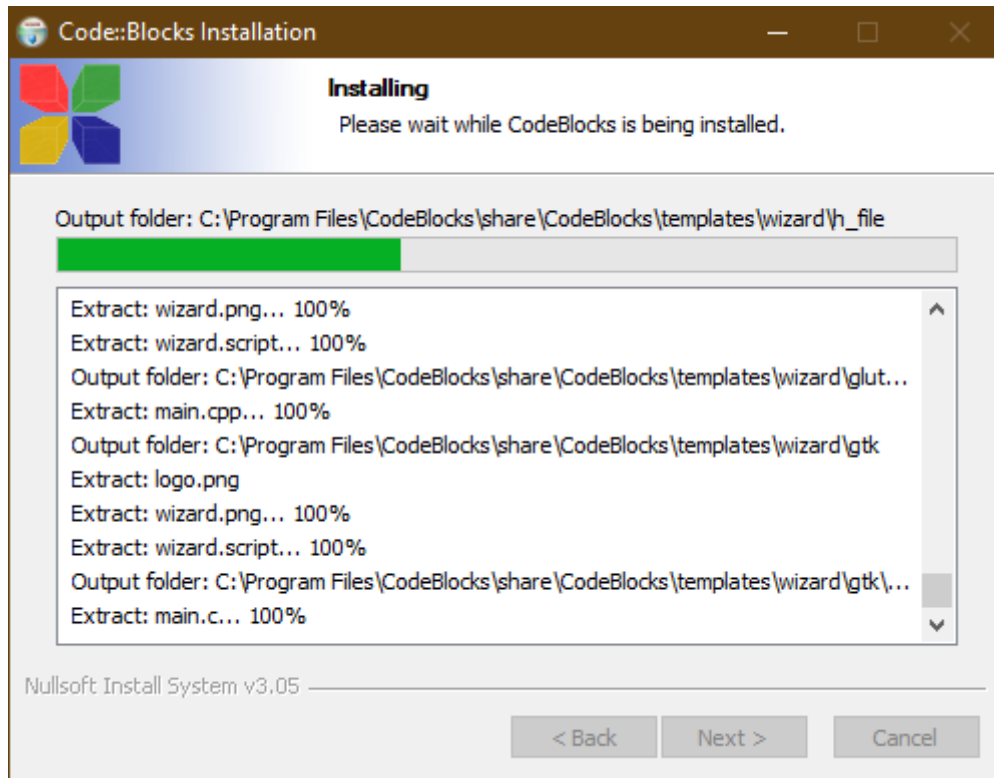 Code::Blocks Installation
Installing
Please wait while CodeBlocks is being installed.
Output folder: C:\Program Files\CodeBlocks\share\CodeBlocks\templates\wizard\h_file
Extract: wizard.png... 100%
Extract: wizard.script... 100%
Output folder: C:\Program Files\CodeBlocks\share\CodeBlocks\templates\wizard\glut...
Extract: main.cpp... 100%
Output folder: C:\Program Files\CodeBlocks\share\CodeBlocks\templates\wizard\gtk
Extract: logo.png
Extract: wizard.png... 100%
Extract: wizard.script... 100%
Output folder: C:\Program Files\CodeBlocks\share\CodeBlocks\templates\wizard\gtk\...
Extract: main.c... 100%
Nullsoft Install System v3.05
< Back Next > Cancel